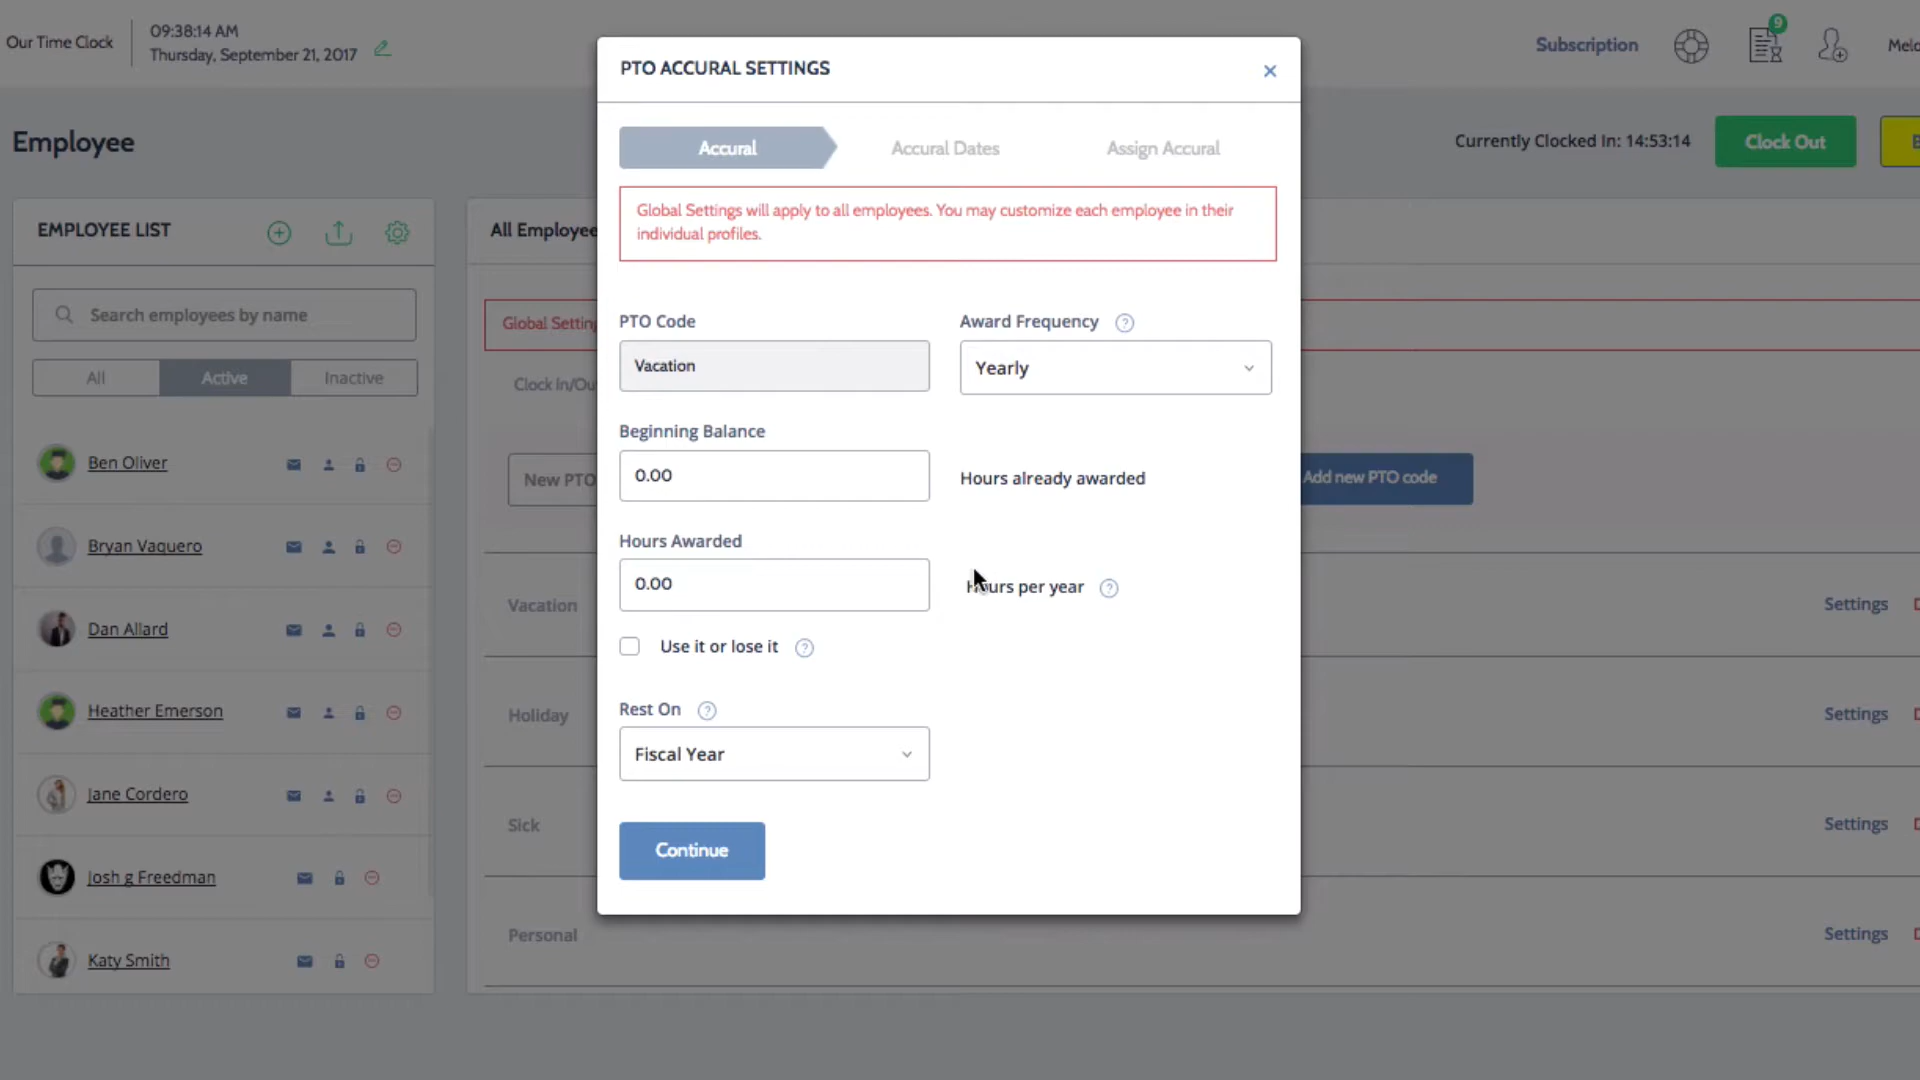 Our Time Clock
09:38:14 AM
Thursday, September 21, 2017
Subscription
9
Employee
Currently Clocked In: 14:53:14
Clock Out
EMPLOYEE LIST
Search employees by name
All
Active
Inactive
Ben Oliver
Bryan Vaquero
Dan Allard
Heather Emerson
Jane Cordero
Josh g Freedman
Katy Smith
All Employee
Global Setting
Clock In/Ou
New PTO
Add new PTO code
Vacation
Settings
Holiday
Settings
Sick
Settings
Personal
Settings
PTO ACCURAL SETTINGS
×
Accural
Accural Dates
Assign Accural
Global Settings will apply to all employees. You may customize each employee in their
individual profiles.
PTO Code
Award Frequency ?
Vacation
Yearly
Beginning Balance
0.00
Hours already awarded
Hours Awarded
0.00
Hours per year ?
Use it or lose it ?
Rest On ?
Fiscal Year
Continue